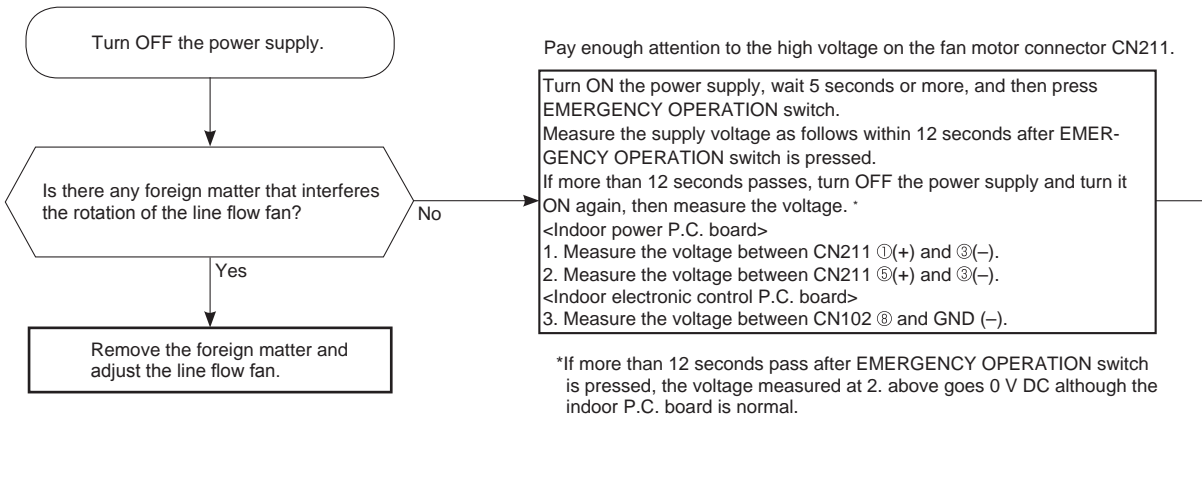 Turn OFF the power supply.
Is there any foreign matter that interferes
the rotation of the line flow fan?
No
Yes
Remove the foreign matter and
adjust the line flow fan.
Pay enough attention to the high voltage on the fan motor connector CN211.
Turn ON the power supply, wait 5 seconds or more, and then press
EMERGENCY OPERATION switch.
Measure the supply voltage as follows within 12 seconds after EMER-
GENCY OPERATION switch is pressed.
If more than 12 seconds passes, turn OFF the power supply and turn it
ON again, then measure the voltage. *
<Indoor power P.C. board>
1. Measure the voltage between CN211 ①(+) and ③(–).
2. Measure the voltage between CN211 ⑤(+) and ③(–).
<Indoor electronic control P.C. board>
3. Measure the voltage between CN102 ⑧ and GND (–).
*If more than 12 seconds pass after EMERGENCY OPERATION switch
is pressed, the voltage measured at 2. above goes 0 V DC although the
indoor P.C. board is normal.